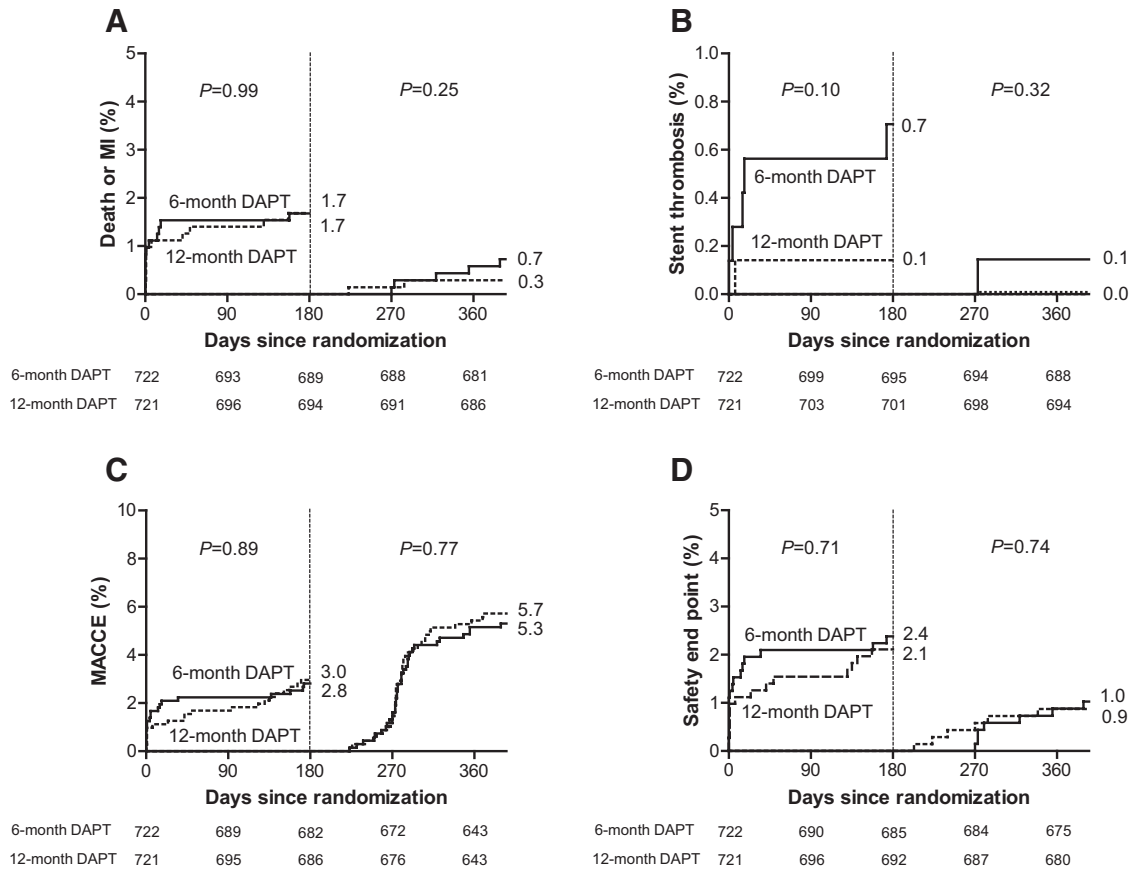 A
Death or MI (%)
5
4
3
2
1
0
P=0.99
P=0.25
6-month DAPT
12-month DAPT
1.7
1.7
0.7
0.3
0 90 180 270 360
Days since randomization
6-month DAPT 722 693 689 688 681
12-month DAPT 721 696 694 691 686
B
Stent thrombosis (%)
1.0
0.8
0.6
0.4
0.2
0.0
P=0.10
P=0.32
6-month DAPT
12-month DAPT
0.7
0.1
0.1
0.0
0 90 180 270 360
Days since randomization
6-month DAPT 722 699 695 694 688
12-month DAPT 721 703 701 698 694
C
MACCE (%)
10
8
6
4
2
0
P=0.89
P=0.77
6-month DAPT
12-month DAPT
3.0
2.8
5.7
5.3
0 90 180 270 360
Days since randomization
6-month DAPT 722 689 682 672 643
12-month DAPT 721 695 686 676 643
D
Safety end point (%)
5
4
3
2
1
0
P=0.71
P=0.74
6-month DAPT
12-month DAPT
2.4
2.1
1.0
0.9
0 90 180 270 360
Days since randomization
6-month DAPT 722 690 685 684 675
12-month DAPT 721 696 692 687 680